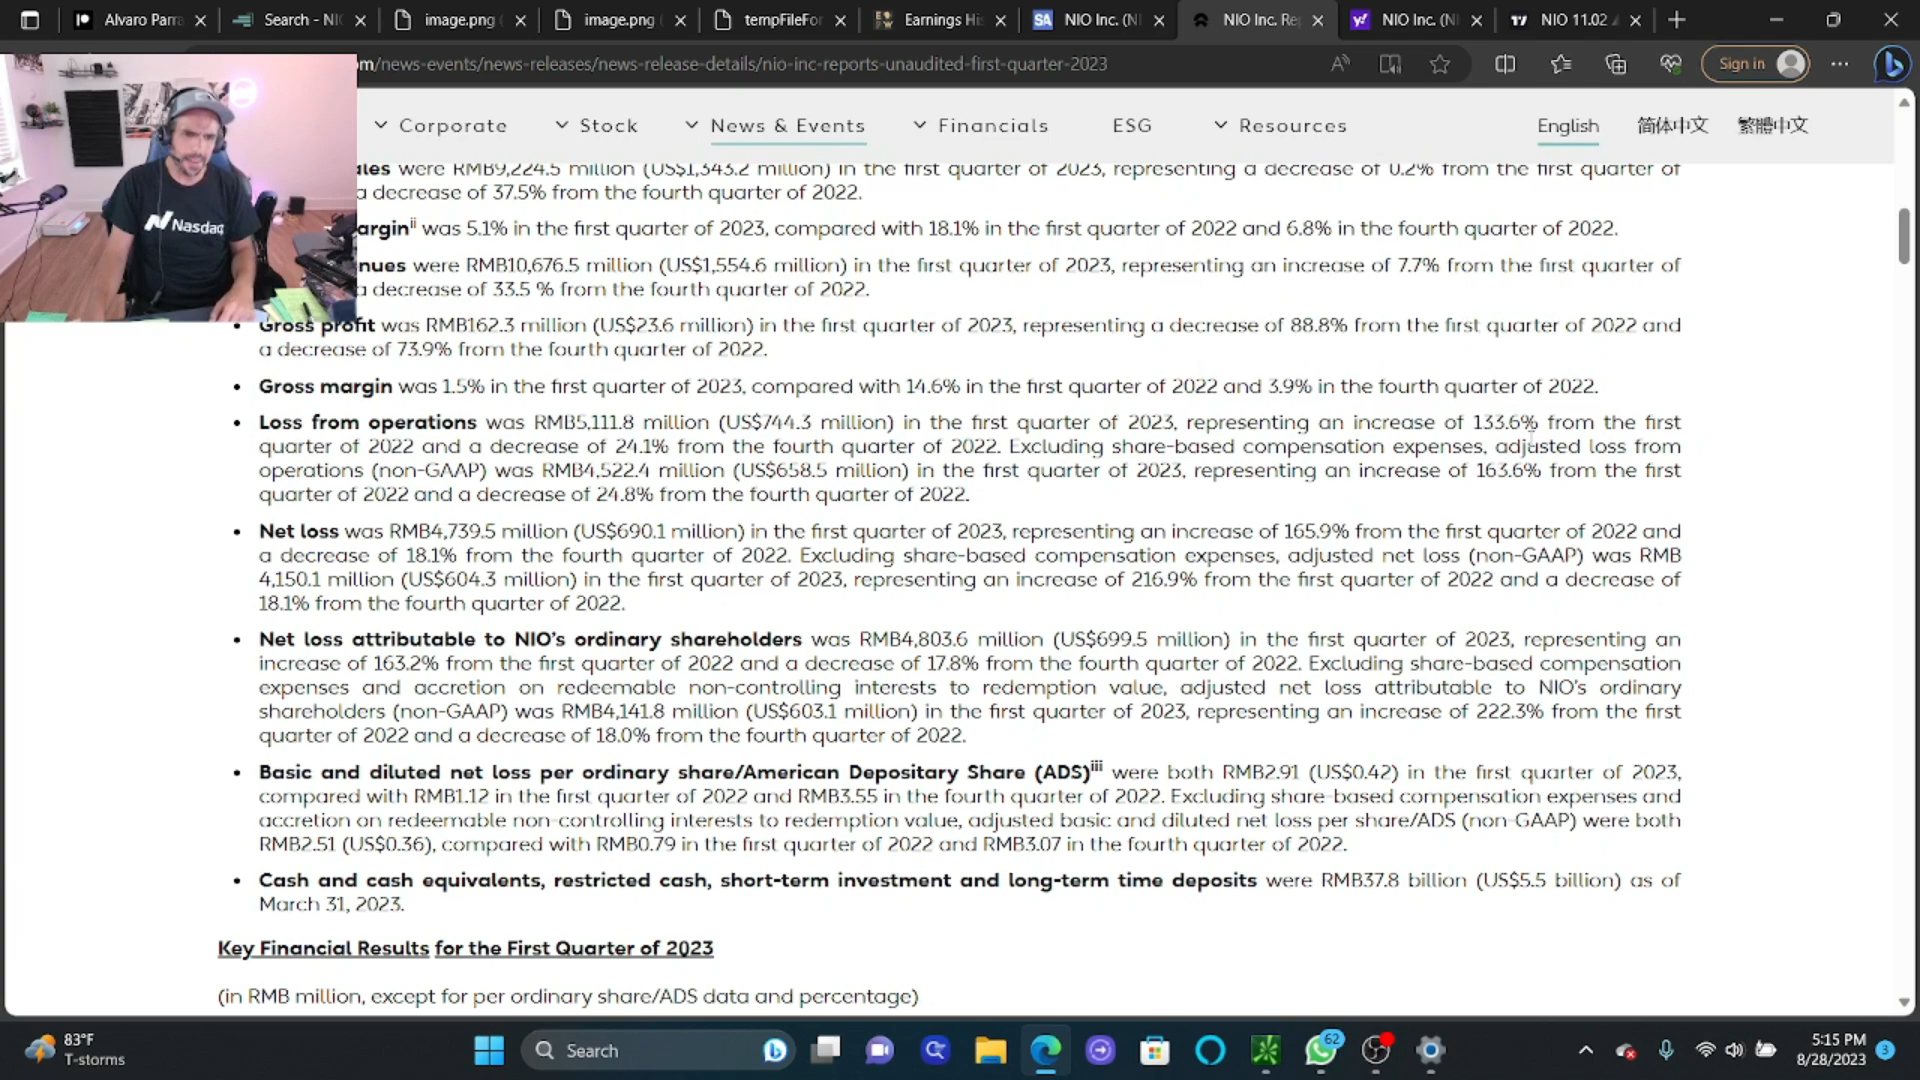 Alvaro Parra
Search - NI
image.png
image.png
tempFileFor
Earnings His
SA
NIO Inc. (NI
NIO Inc. Re
y!
NIO Inc. (NI
NIO 11.02
om/news-events/news-releases/news-release-details/nio-inc-reports-unaudited-first-quarter-2023
Sign in
Corporate
Stock
News & Events
Financials
ESG
Resources
English
简体中文
繁體中文
ales were RMB9,224.5 million (US$1,343.2 million) in the first quarter of 2023, representing a decrease of 0.2% from the first quarter of
a decrease of 37.5% from the fourth quarter of 2022.
argin ii was 5.1% in the first quarter of 2023, compared with 18.1% in the first quarter of 2022 and 6.8% in the fourth quarter of 2022.
nues were RMB10,676.5 million (US$1,554.6 million) in the first quarter of 2023, representing an increase of 7.7% from the first quarter of
a decrease of 33.5 % from the fourth quarter of 2022.
Nasdaq
• Gross profit was RMB162.3 million (US$23.6 million) in the first quarter of 2023, representing a decrease of 88.8% from the first quarter of 2022 and
a decrease of 73.9% from the fourth quarter of 2022.
• Gross margin was 1.5% in the first quarter of 2023, compared with 14.6% in the first quarter of 2022 and 3.9% in the fourth quarter of 2022.
• Loss from operations was RMB5,111.8 million (US$744.3 million) in the first quarter of 2023, representing an increase of 133.6% from the first
quarter of 2022 and a decrease of 24.1% from the fourth quarter of 2022. Excluding share-based compensation expenses, adjusted loss from
operations (non-GAAP) was RMB4,522.4 million (US$658.5 million) in the first quarter of 2023, representing an increase of 163.6% from the first
quarter of 2022 and a decrease of 24.8% from the fourth quarter of 2022.
• Net loss was RMB4,739.5 million (US$690.1 million) in the first quarter of 2023, representing an increase of 165.9% from the first quarter of 2022 and
a decrease of 18.1% from the fourth quarter of 2022. Excluding share-based compensation expenses, adjusted net loss (non-GAAP) was RMB
4,150.1 million (US$604.3 million) in the first quarter of 2023, representing an increase of 216.9% from the first quarter of 2022 and a decrease of
18.1% from the fourth quarter of 2022.
• Net loss attributable to NIO's ordinary shareholders was RMB4,803.6 million (US$699.5 million) in the first quarter of 2023, representing an
increase of 163.2% from the first quarter of 2022 and a decrease of 17.8% from the fourth quarter of 2022. Excluding share-based compensation
expenses and accretion on redeemable non-controlling interests to redemption value, adjusted net loss attributable to NIO's ordinary
shareholders (non-GAAP) was RMB4,141.8 million (US$603.1 million) in the first quarter of 2023, representing an increase of 222.3% from the first
quarter of 2022 and a decrease of 18.0% from the fourth quarter of 2022.
• Basic and diluted net loss per ordinary share/American Depositary Share (ADS)iii were both RMB2.91 (US$0.42) in the first quarter of 2023,
compared with RMB1.12 in the first quarter of 2022 and RMB3.55 in the fourth quarter of 2022. Excluding share-based compensation expenses and
accretion on redeemable non-controlling interests to redemption value, adjusted basic and diluted net loss per share/ADS (non-GAAP) were both
RMB2.51 (US$0.36), compared with RMB0.79 in the first quarter of 2022 and RMB3.07 in the fourth quarter of 2022.
• Cash and cash equivalents, restricted cash, short-term investment and long-term time deposits were RMB37.8 billion (US$5.5 billion) as of
March 31, 2023.
Key Financial Results for the First Quarter of 2023
(in RMB million, except for per ordinary share/ADS data and percentage)
83°F
T-storms
Search
62
5:15 PM
8/28/2023
3